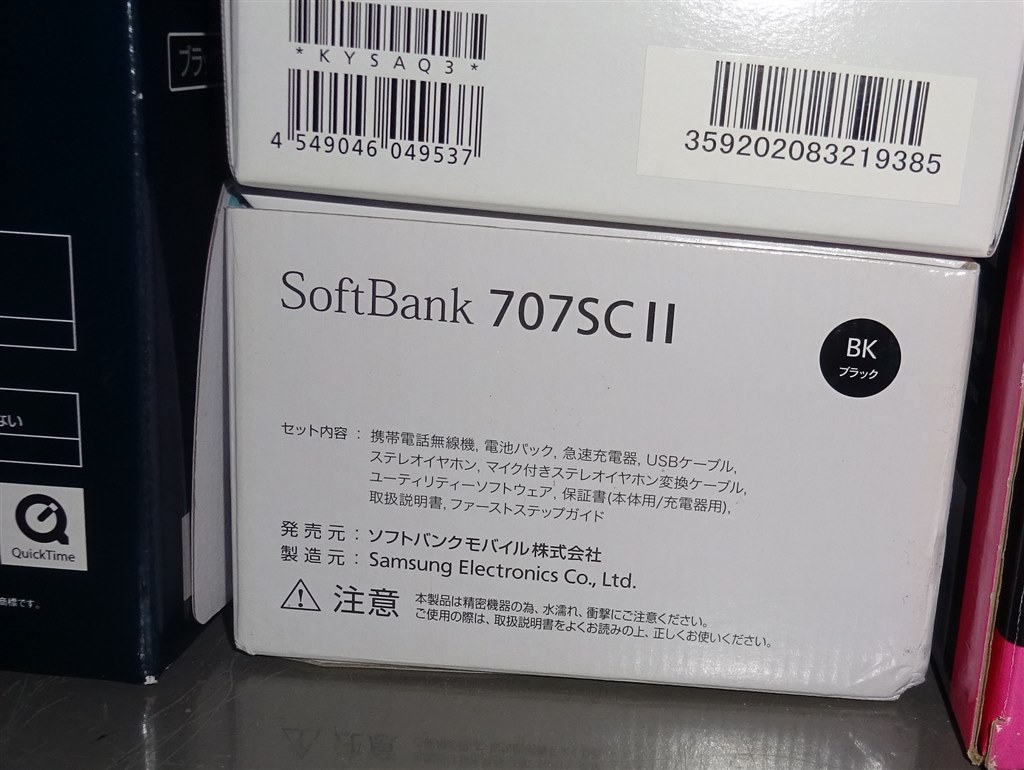 ブラ
*KYSAQ3*
4 549046 049537
359202083219385
SoftBank 707SC II
BK
ブラック
セット内容 : 携帯電話無線機, 電池パック, 急速充電器, USBケーブル,
ステレオイヤホン, マイク付きステレオイヤホン変換ケーブル,
ユーティリティーソフトウェア, 保証書(本体用/充電器用),
取扱説明書, ファーストステップガイド
発売元 : ソフトバンクモバイル株式会社
製造元 : Samsung Electronics Co., Ltd.
注意
本製品は精密機器の為、水濡れ、衝撃にご注意ください。
ご使用の際は、取扱説明書をよくお読みの上、正しくお使いください。
ない
QuickTime
商標です。